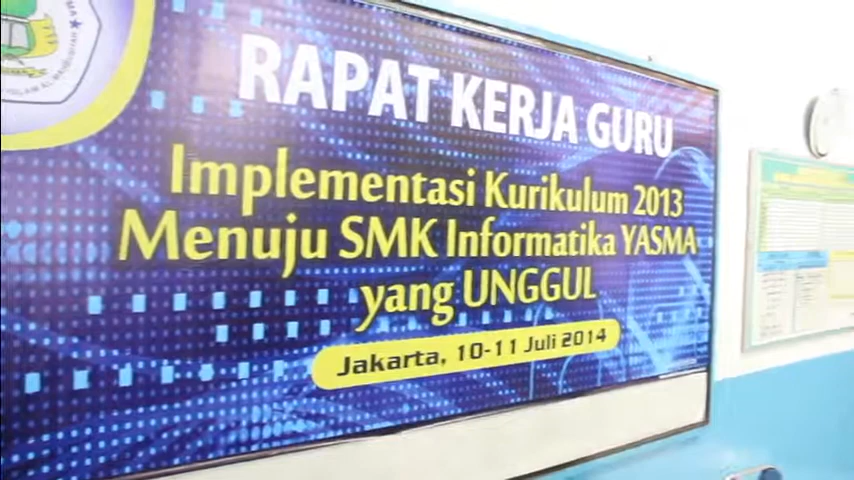 RAPAT KERJA GURU
Implementasi Kurikulum 2013
Menuju SMK Informatika YASMA
yang UNGGUL
Jakarta, 10-11 Juli 2014